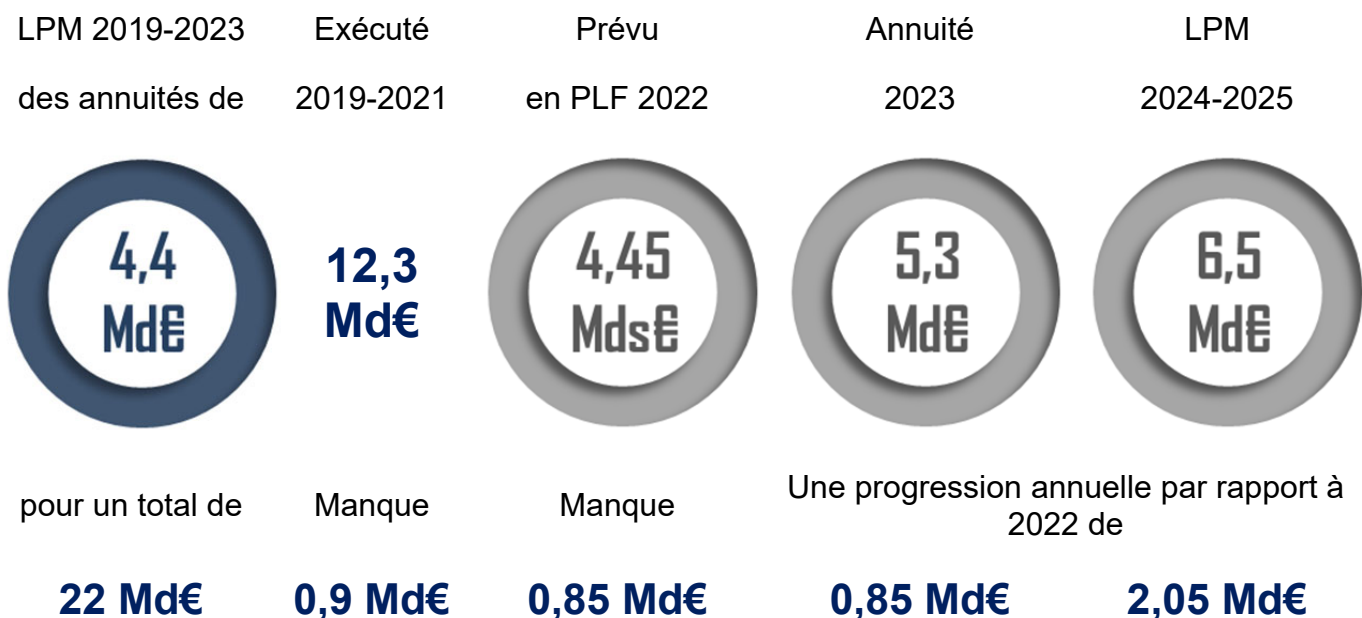 LPM 2019-2023
des annuités de
4,4
Md€
pour un total de
22 Md€
Exécuté
2019-2021
12,3
Md€
Manque
0,9 Md€
Prévu
en PLF 2022
4,45
Mds€
Manque
0,85 Md€
Annuité
2023
5,3
Md€
LPM
2024-2025
6,5
Md€
Une progression annuelle par rapport à
2022 de
0,85 Md€
2,05 Md€